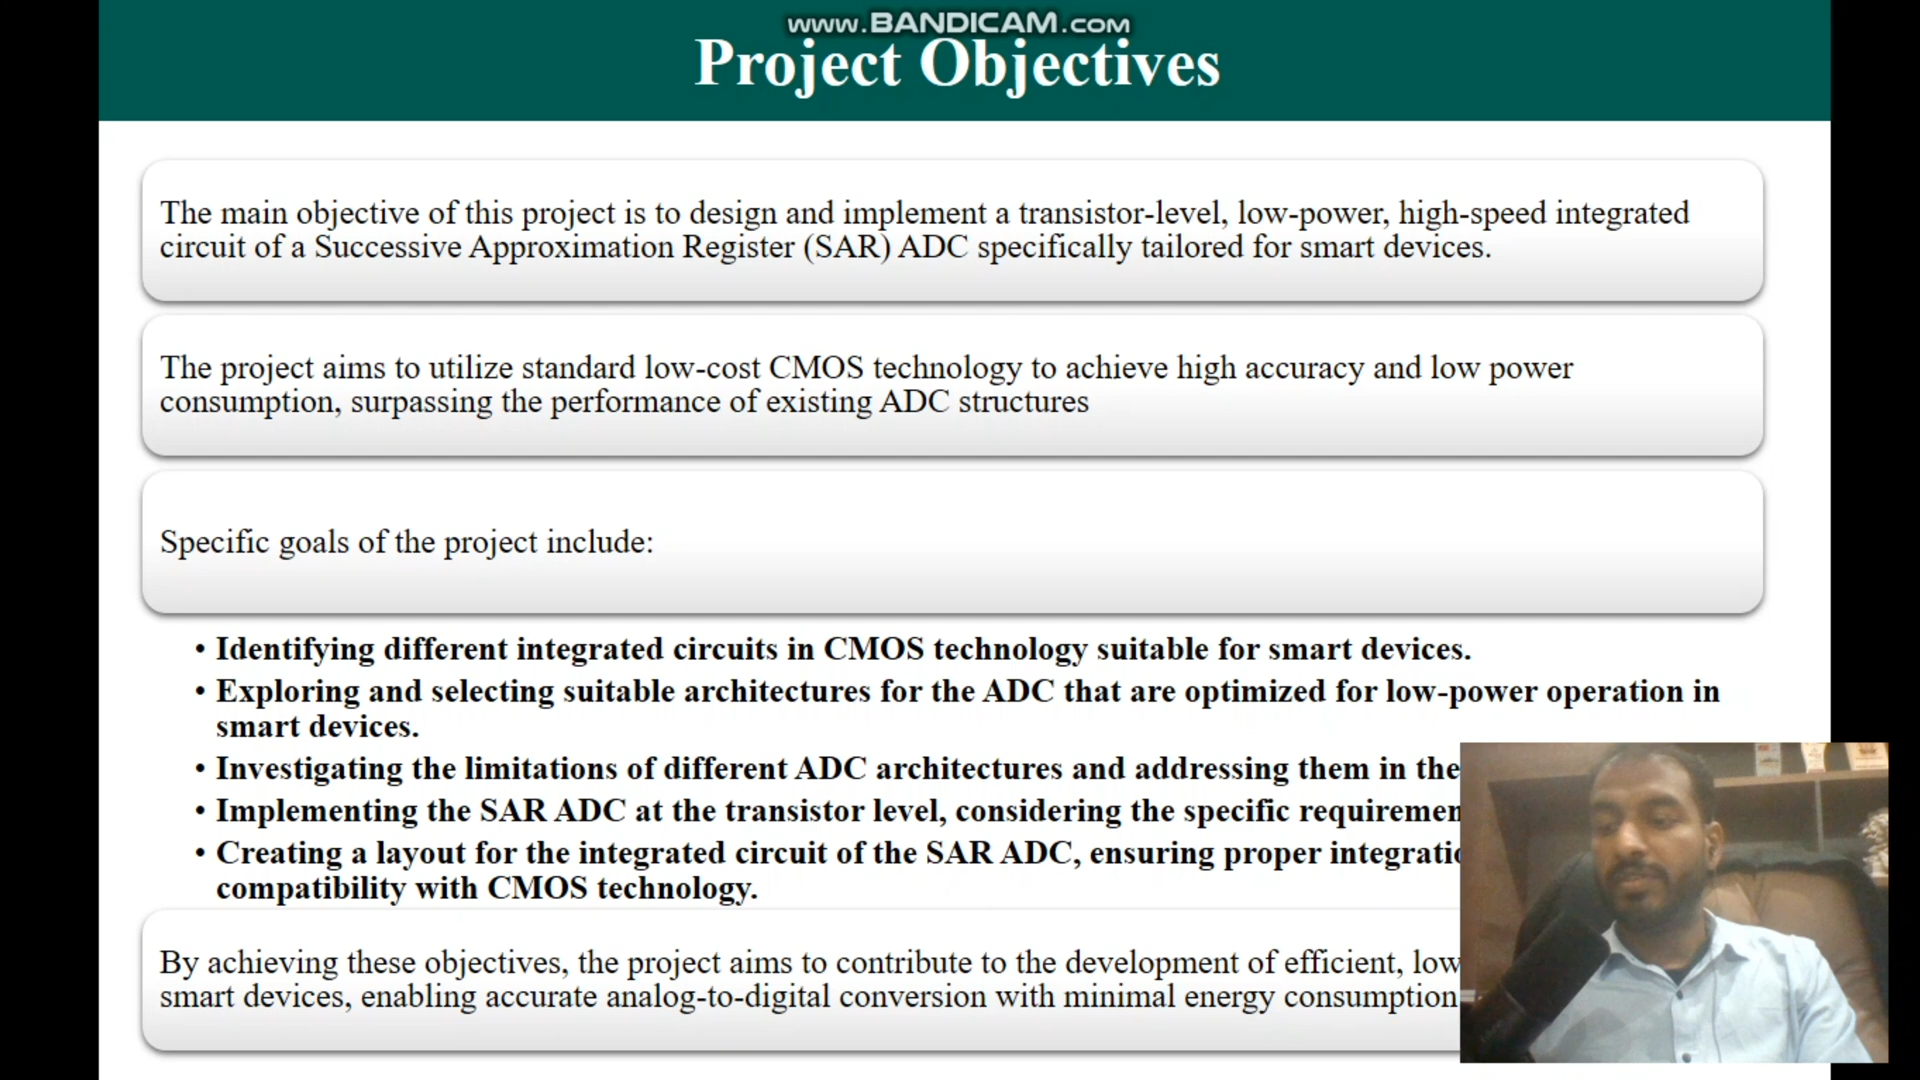 www.BANDICAM.com
Project Objectives
The main objective of this project is to design and implement a transistor-level, low-power, high-speed integrated
circuit of a Successive Approximation Register (SAR) ADC specifically tailored for smart devices.
The project aims to utilize standard low-cost CMOS technology to achieve high accuracy and low power
consumption, surpassing the performance of existing ADC structures
Specific goals of the project include:
• Identifying different integrated circuits in CMOS technology suitable for smart devices.
• Exploring and selecting suitable architectures for the ADC that are optimized for low-power operation in
smart devices.
• Investigating the limitations of different ADC architectures and addressing them in the
• Implementing the SAR ADC at the transistor level, considering the specific
• Creating a layout for the integrated circuit of the SAR ADC, ensuring proper
compatibility with CMOS technology.
By achieving these objectives, the project aims to contribute to the development of efficient, low
smart devices, enabling accurate analog-to-digital conversion with minimal energy consumption